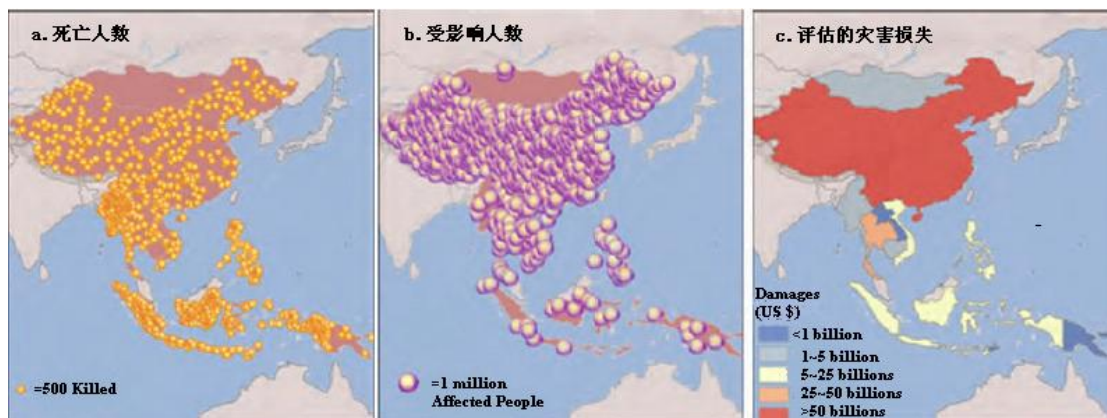 a. 死亡人数
=500 Killed
b. 受影响人数
=1 million
Affected People
c. 评估的灾害损失
Damages
(US $)
<1 billion
1~5 billion
5~25 billions
25~50 billions
>50 billions